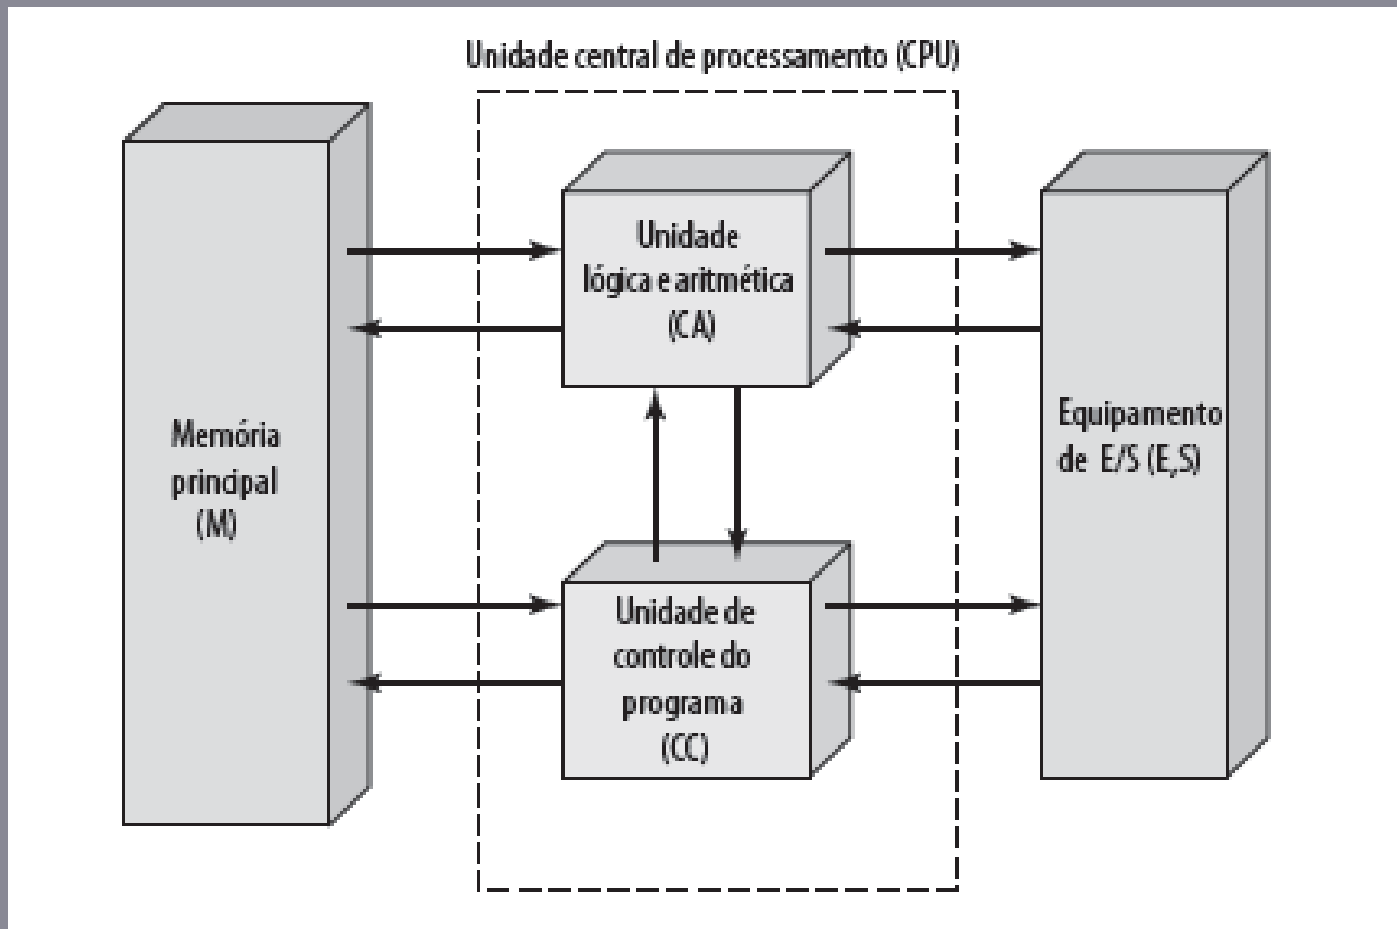 Unidade central de processamento (CPU)
Unidade
lógica e aritmética
(CA)
Memória
principal
(M)
Equipamento
de E/S (E,S)
Unidade de
controle do
programa
(CC)